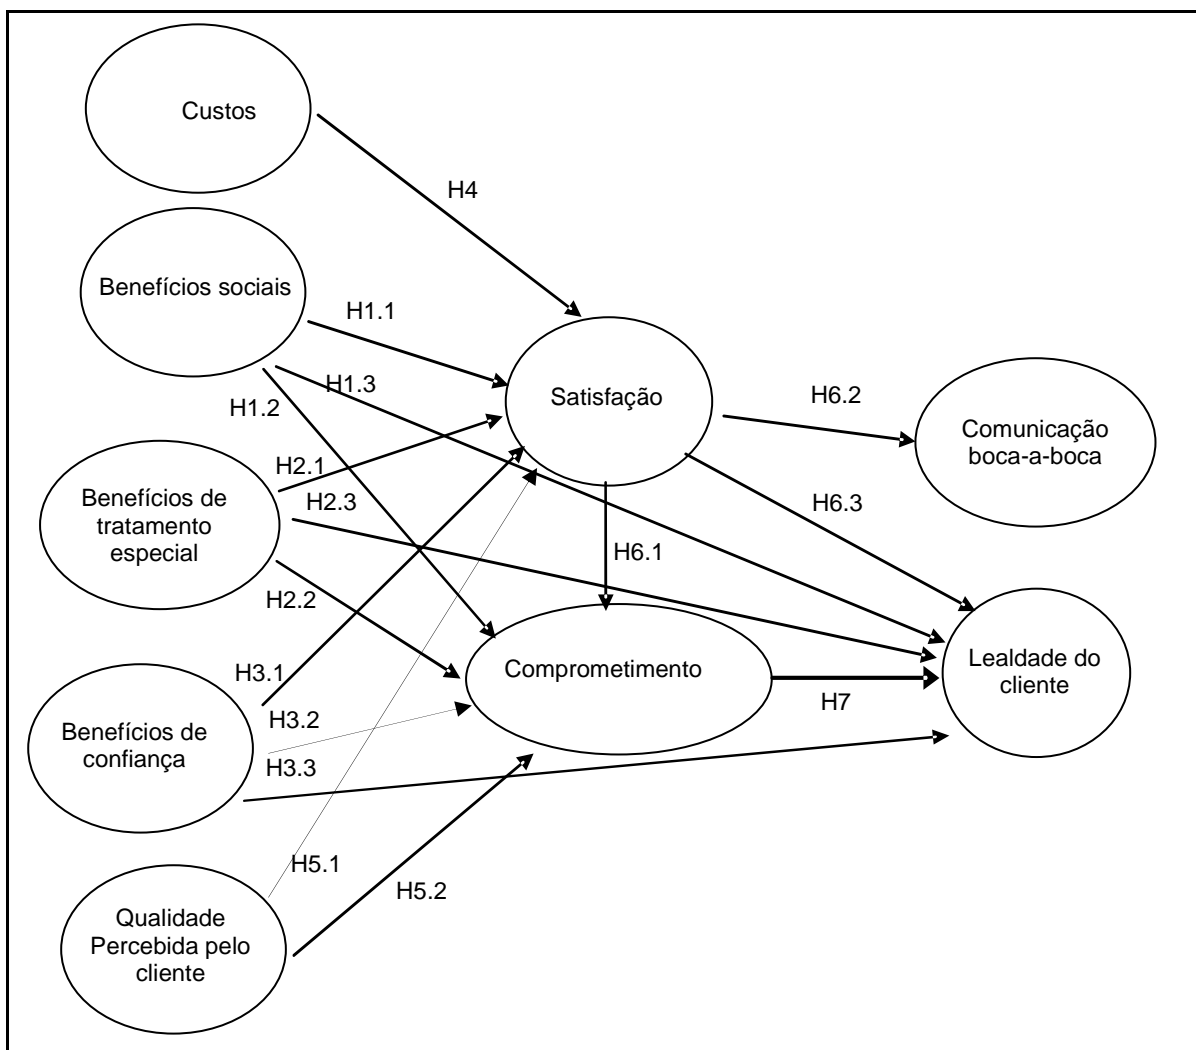 Custos
H4
Benefícios sociais
H1.1
H1.3
H1.2
Satisfação
H6.2
Comunicação
boca-a-boca
H2.1
H2.3
Benefícios de
tratamento
especial
H6.3
H6.1
H2.2
Comprometimento
Lealdade do
cliente
H3.1
H7
H3.2
Benefícios de
confiança
H3.3
H5.1
H5.2
Qualidade
Percebida pelo
cliente